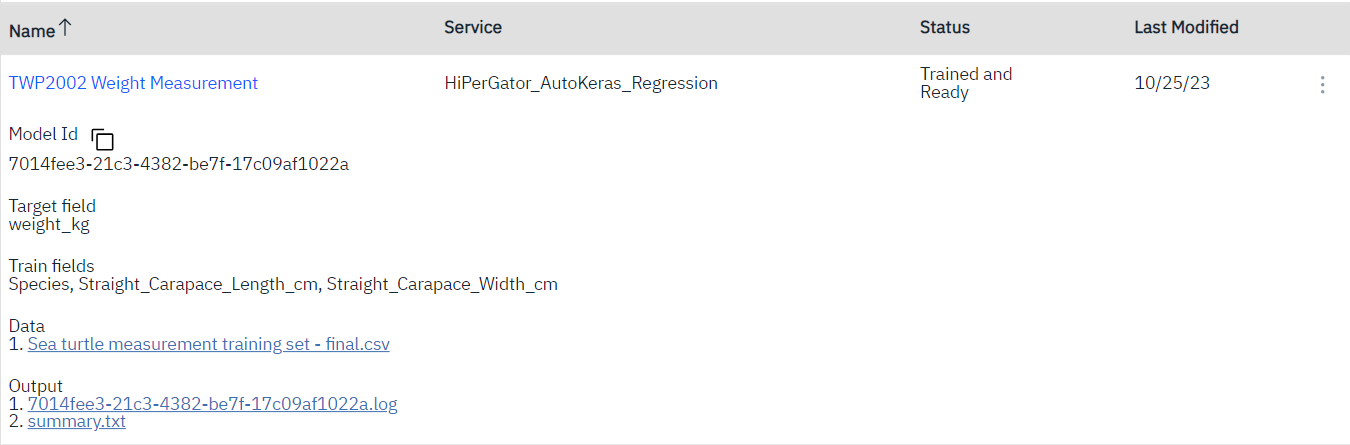 Name↑ Service Status Last Modified
TWP2002 Weight Measurement HiPerGator_AutoKeras_Regression Trained and Ready 10/25/23
Model Id
7014fee3-21c3-4382-be7f-17c09af1022a
Target field
weight_kg
Train fields
Species, Straight_Carapace_Length_cm, Straight_Carapace_Width_cm
Data
1. Sea turtle measurement training set - final.csv
Output
1. 7014fee3-21c3-4382-be7f-17c09af1022a.log
2. summary.txt